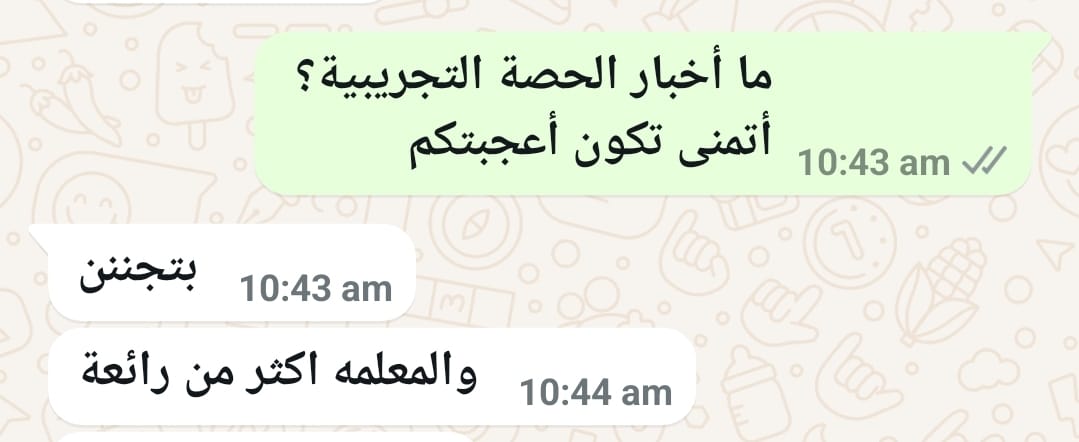 ما أخبار الحصة التجريبية؟
أتمنى تكون أعجبتكم
10:43 am
بتجننن
10:43 am
والمعلمه اكثر من رائعة
10:44 am